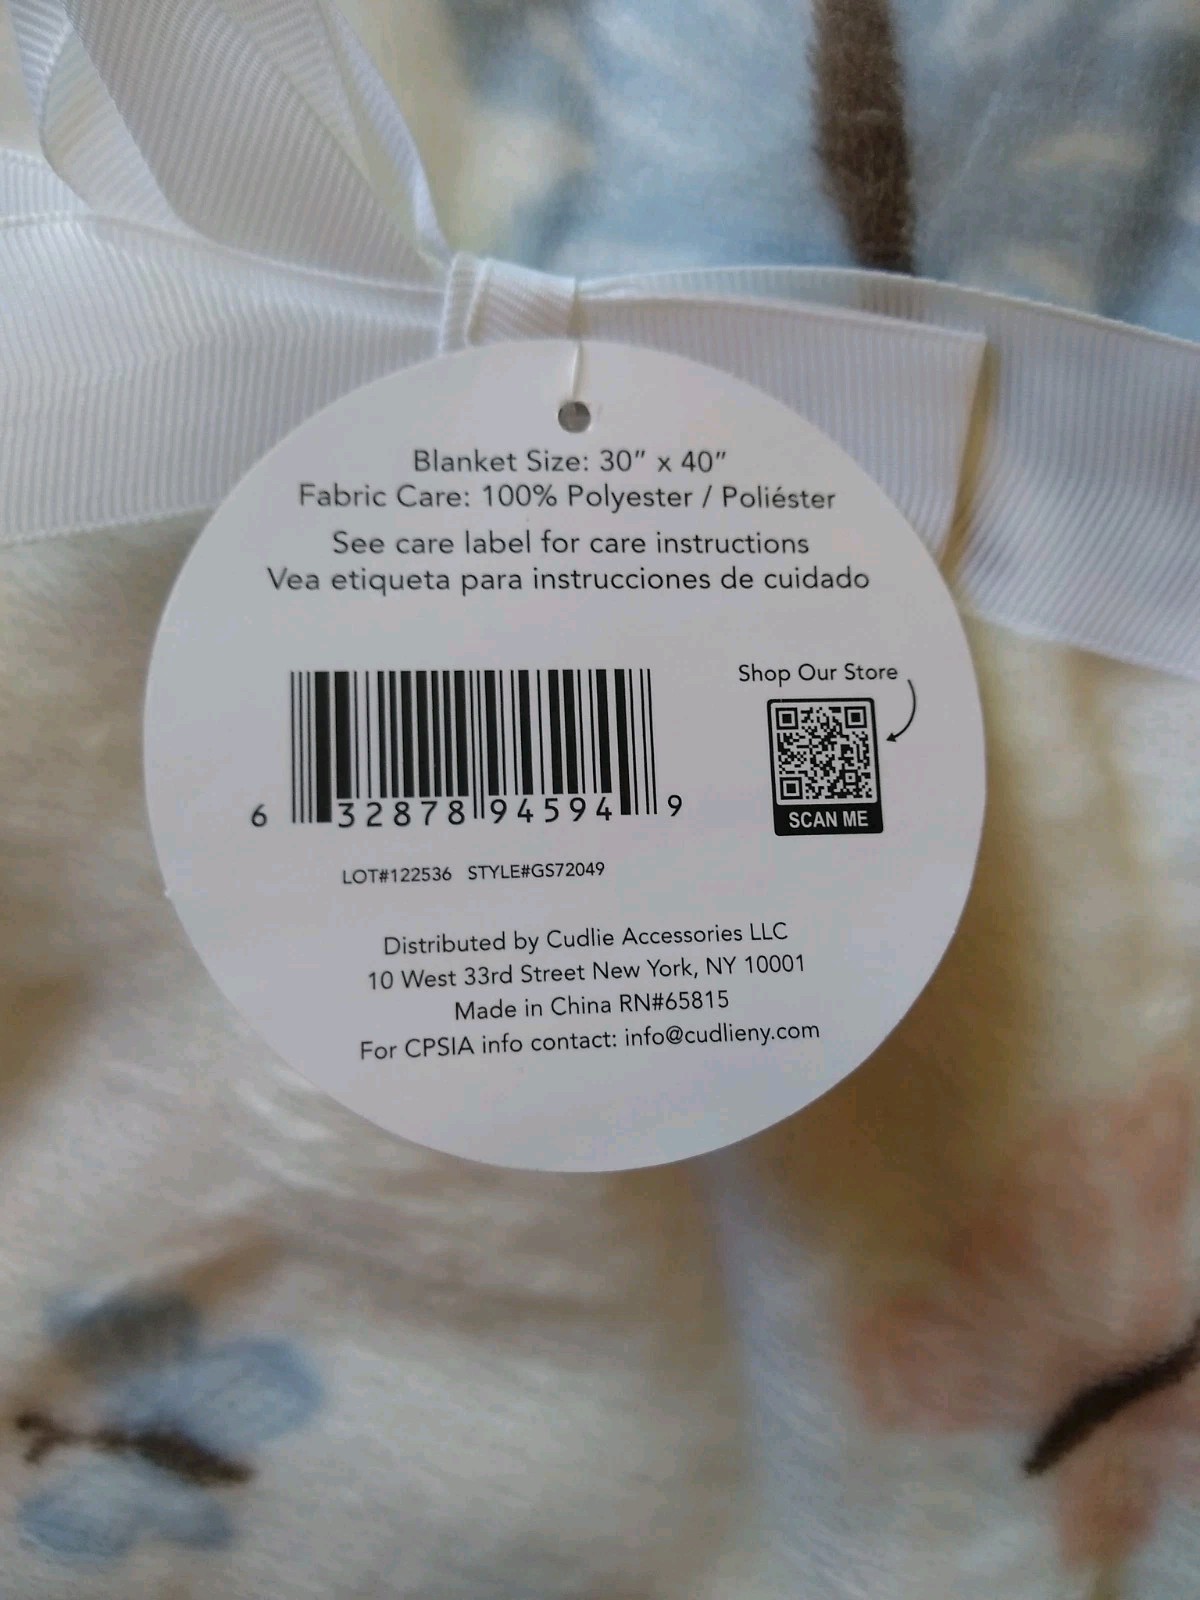 Blanket Size: 30” x 40”
Fabric Care: 100% Polyester / Poliéster
See care label for care instructions
Vea etiqueta para instrucciones de cuidado
Shop Our Store
SCAN ME
6 32878 94594 9
LOT#122536 STYLE#GS72049
Distributed by Cudlie Accessories LLC
10 West 33rd Street New York, NY 10001
Made in China RN#65815
For CPSIA info contact: info@cudlieny.com